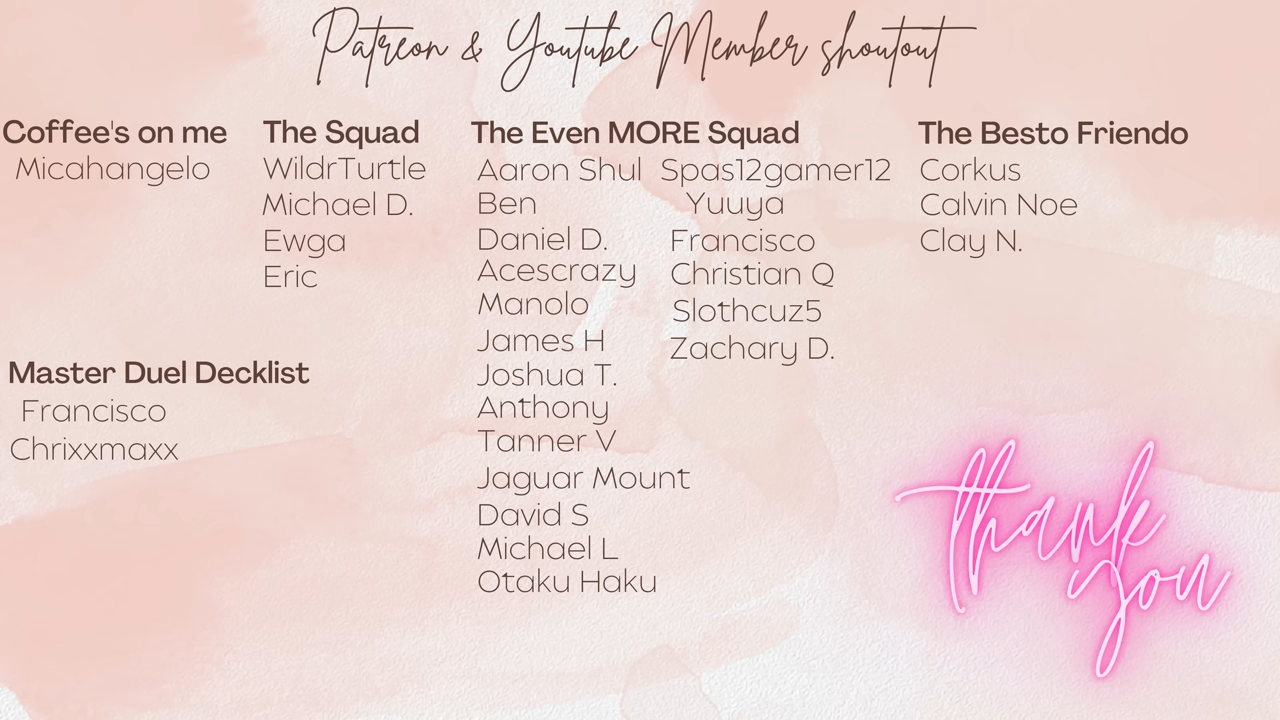 Patreon & Youtube Member shoutout
Coffee's on me
Micahangelo
The Squad
WildrTurtle
Michael D.
Ewga
Eric
The Even MORE Squad
Aaron Shul
Ben
Daniel D.
Acescrazy
Manolo
James H
Joshua T.
Anthony
Tanner V
Jaguar Mount
David S
Michael L
Otaku Haku
Spas12gamer12
Yuuya
Francisco
Christian Q
Slothcuz5
Zachary D.
The Besto Friendo
Corkus
Calvin Noe
Clay N.
Master Duel Decklist
Francisco
Chrixxmaxx
thank
you